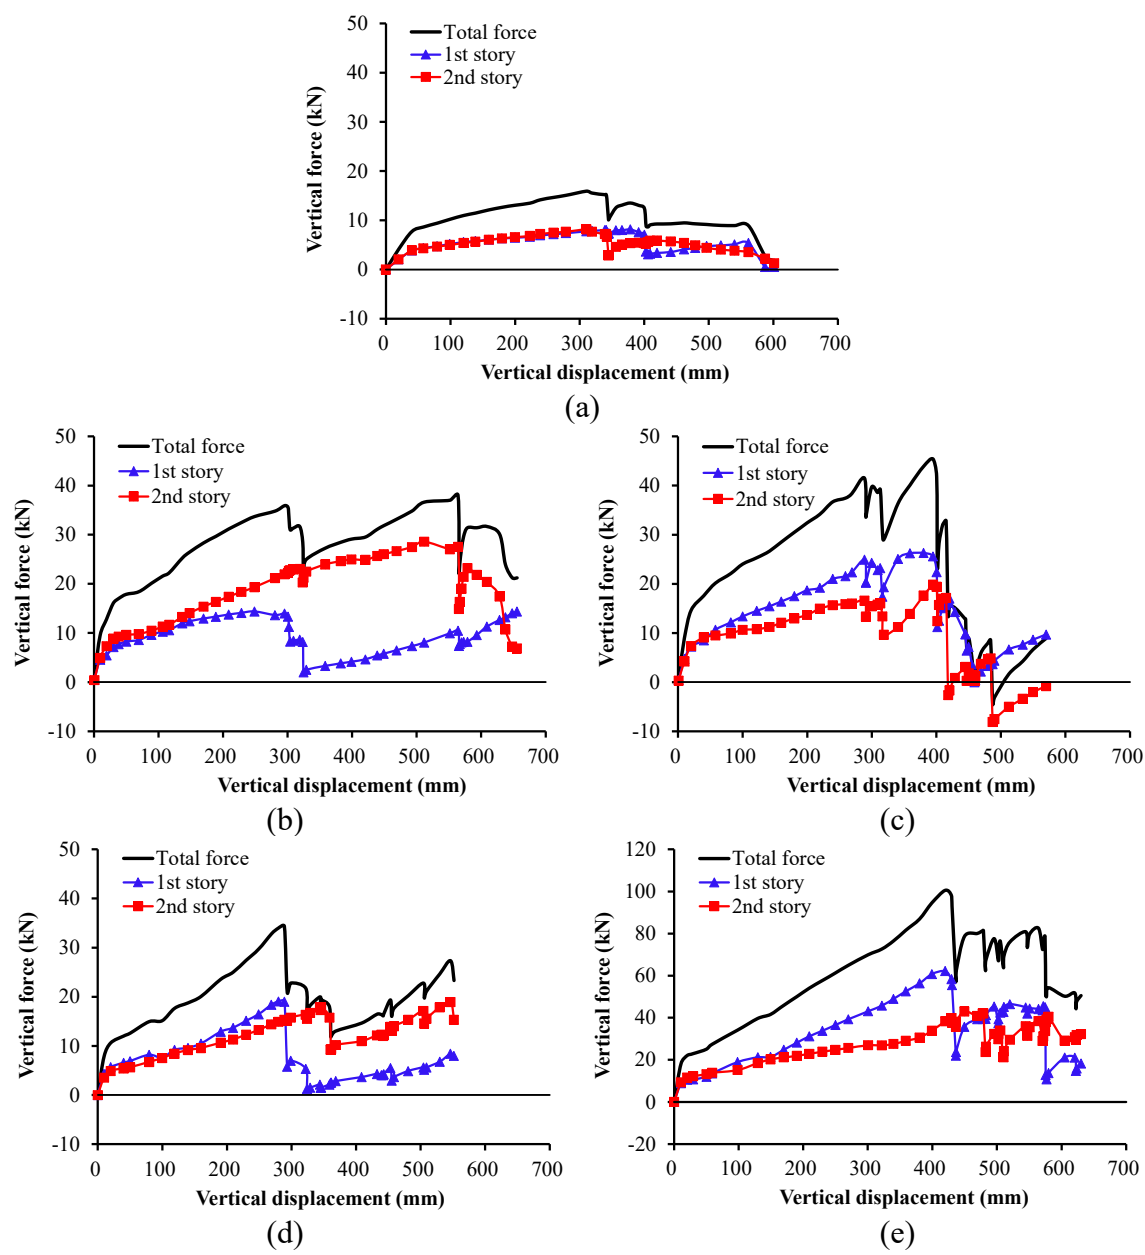 50
40
30
20
10
0
-10
Vertical force (kN)
Total force
1st story
2nd story
0 100 200 300 400 500 600 700
Vertical displacement (mm)
(a)
50
40
30
20
10
0
-10
Vertical force (kN)
Total force
1st story
2nd story
0 100 200 300 400 500 600 700
Vertical displacement (mm)
(b)
50
40
30
20
10
0
-10
Vertical force (kN)
Total force
1st story
2nd story
0 100 200 300 400 500 600 700
Vertical displacement (mm)
(c)
50
40
30
20
10
0
-10
Vertical force (kN)
Total force
1st story
2nd story
0 100 200 300 400 500 600 700
Vertical displacement (mm)
(d)
120
100
80
60
40
20
0
-20
Vertical force (kN)
Total force
1st story
2nd story
0 100 200 300 400 500 600 700
Vertical displacement (mm)
(e)